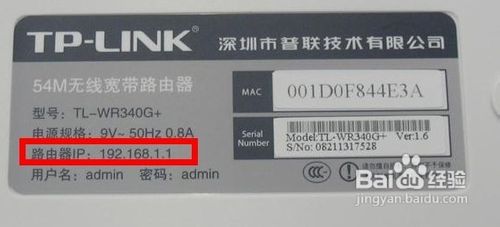 TP-LINK 深圳市普联技术有限公司
54M无线宽带路由器
MAC 001D0F844E3A
型号: TL-WR340G+
电源规格: 9V~ 50Hz 0.8A
Serial Number
Model:TL-WR340G+ Ver:1.6
S/No: 08211317528
路由器IP: 192.168.1.1
用户名: admin 密码: admin
Baidu 经验
jingyan.baidu.com